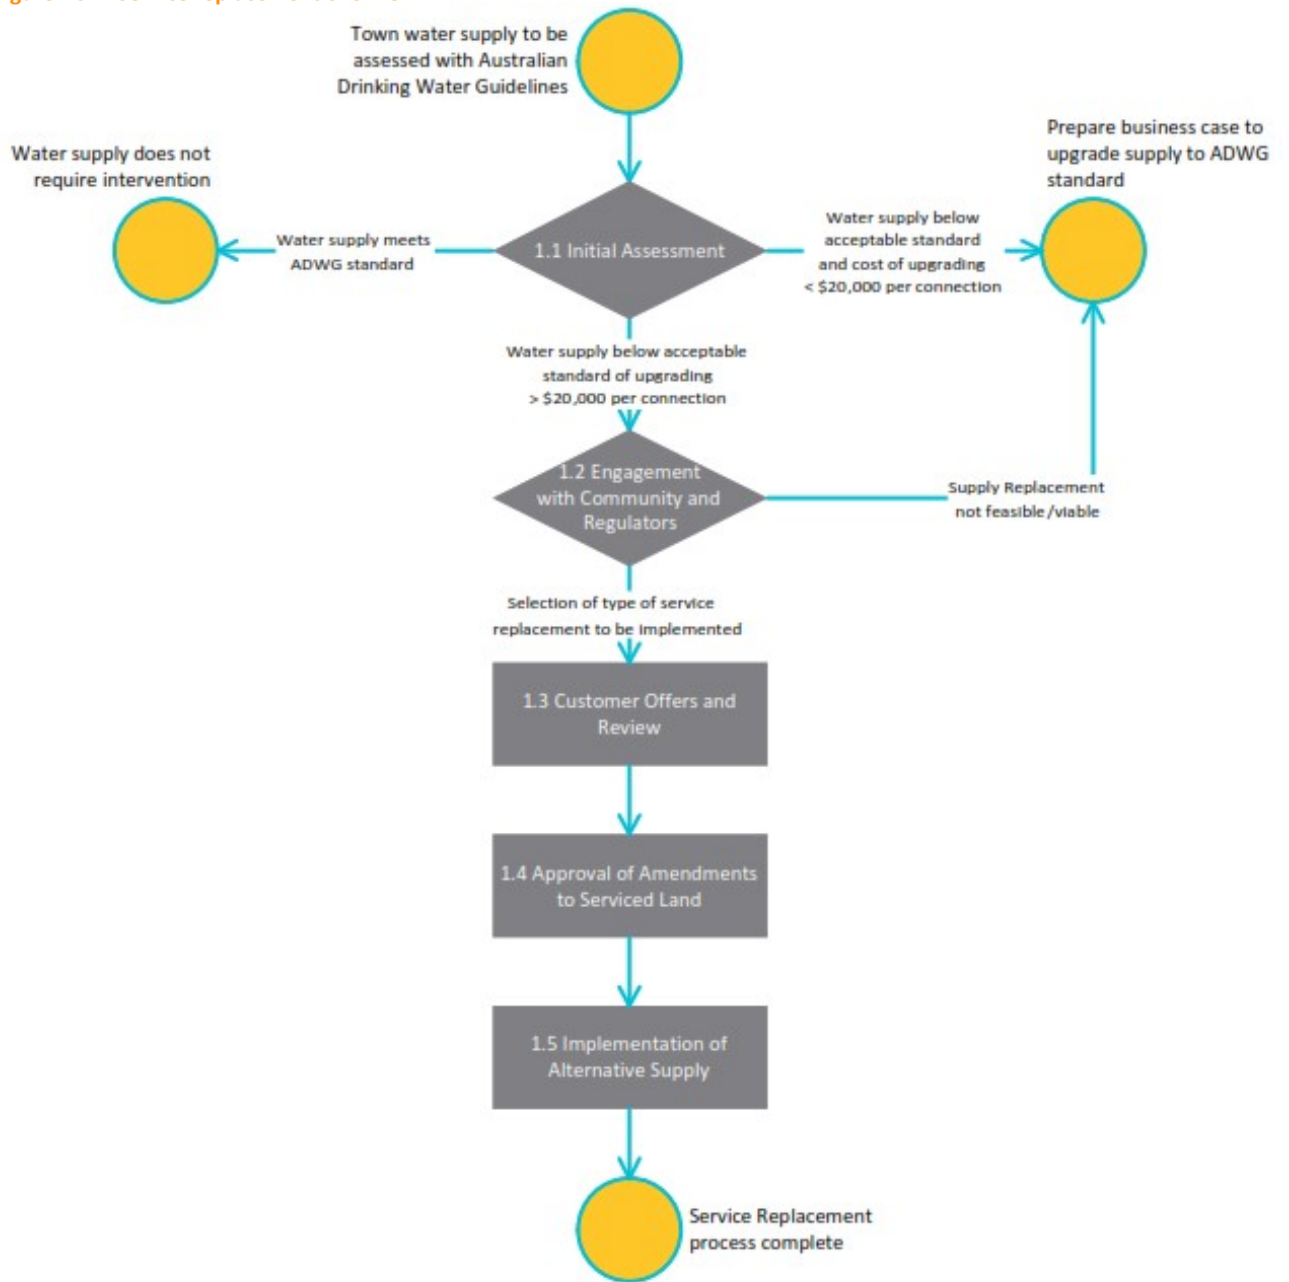 Town water supply to be
assessed with Australian
Drinking Water Guidelines
Water supply does not
require intervention
Prepare business case to
upgrade supply to ADWG
standard
Water supply meets
ADWG standard
1.1 Initial Assessment
Water supply below
acceptable standard
and cost of upgrading
< $20,000 per connection
Water supply below acceptable
standard of upgrading
> $20,000 per connection
1.2 Engagement
with Community and
Regulators
Supply Replacement
not feasible/viable
Selection of type of service
replacement to be implemented
1.3 Customer Offers and
Review
1.4 Approval of Amendments
to Serviced Land
1.5 Implementation of
Alternative Supply
Service Replacement
process complete